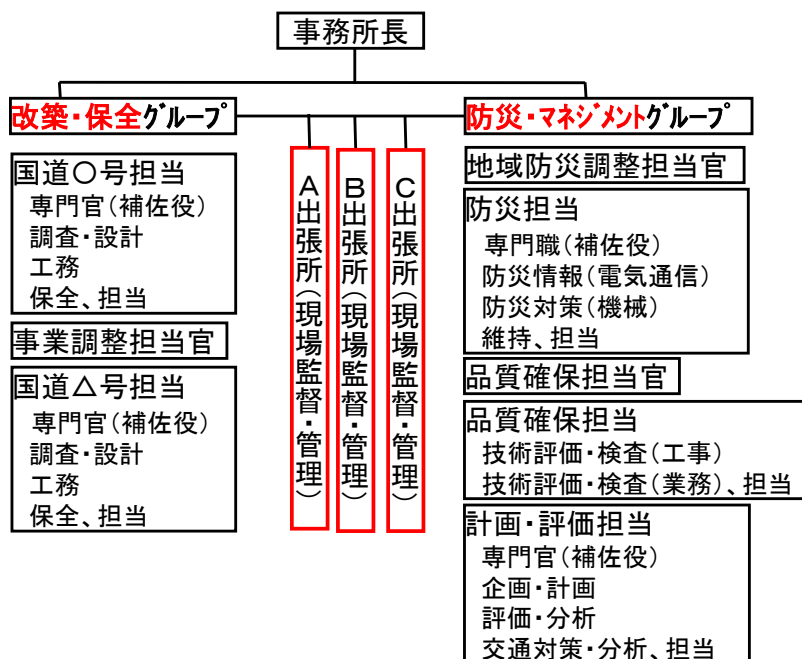 事務所長
改築・保全グループ
国道〇号担当
専門官(補佐役)
調査・設計
工務
保全、担当
事業調整担当官
国道△号担当
専門官(補佐役)
調査・設計
工務
保全、担当
A出張所(現場監督・管理)
B出張所(現場監督・管理)
C出張所(現場監督・管理)
防災・マネジメントグループ
地域防災調整担当官
防災担当
専門職(補佐役)
防災情報(電気通信)
防災対策(機械)
維持、担当
品質確保担当官
品質確保担当
技術評価・検査(工事)
技術評価・検査(業務)、担当
計画・評価担当
専門官(補佐役)
企画・計画
評価・分析
交通対策・分析、担当